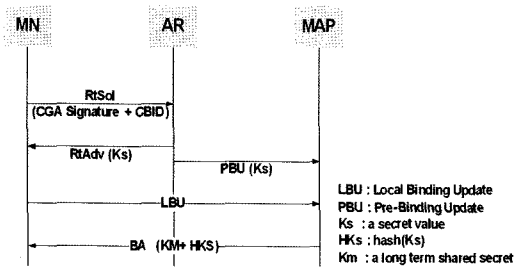 MN AR MAP
RtSol
(CGA Signature + CBID)
RtAdv (Ks)
PBU (Ks)
LBU
BA (KM+ HKS)
LBU : Local Binding Update
PBU : Pre-Binding Update
Ks : a secret value
HKs : hash(Ks)
Km : a long term shared secret